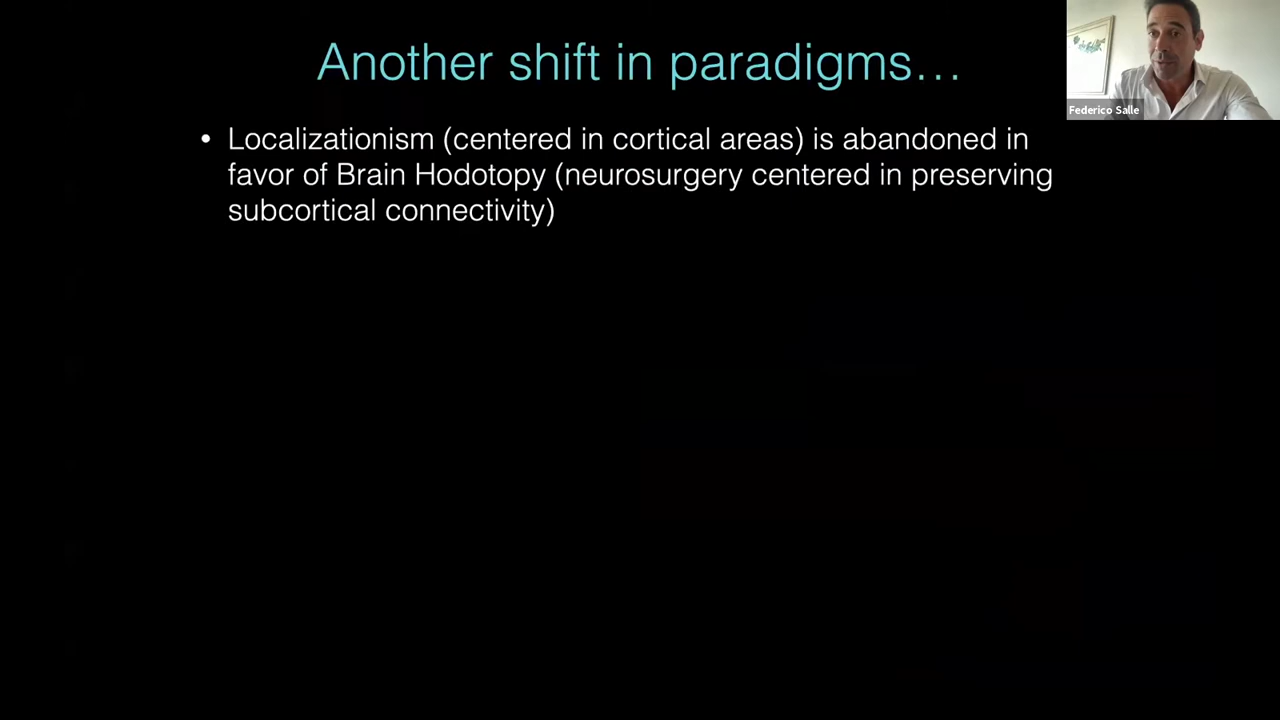 Another shift in paradigms…
Federico Salle
• Localizationism (centered in cortical areas) is abandoned in
favor of Brain Hodotopy (neurosurgery centered in preserving
subcortical connectivity)